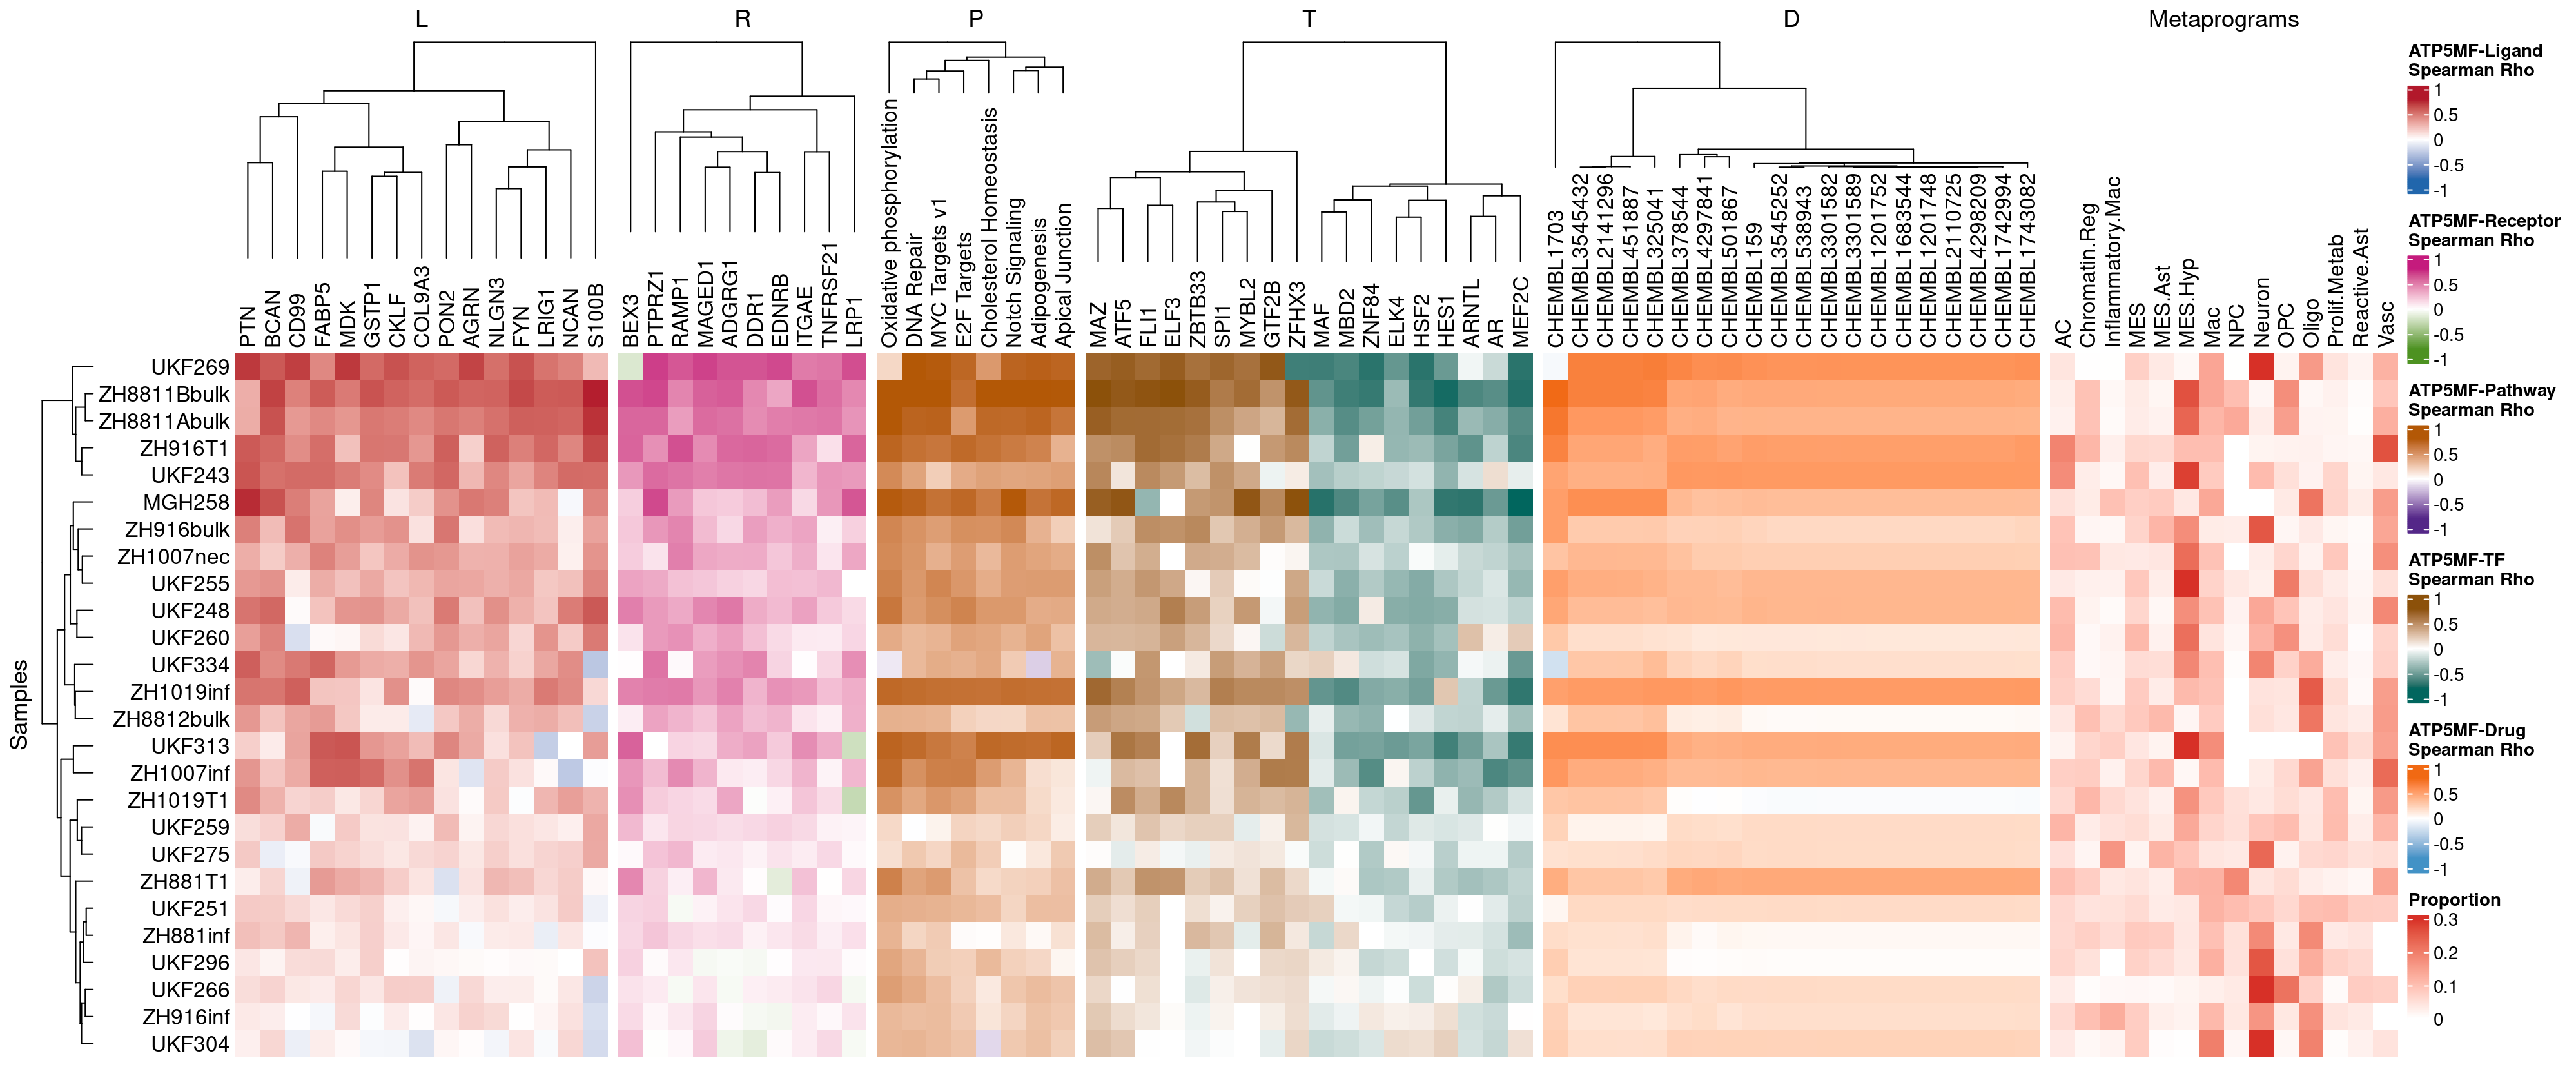 L
R
P
T
D
Metaprograms
PTN
BCAN
CD99
FABP5
MDK
GSTP1
CKLF
COL9A3
PON2
AGRN
NLGN3
FYN
LRIG1
NCAN
S100B
BEX3
PTPRZ1
RAMP1
MAGED1
ADGRG1
DDR1
EDNRB
ITGAE
TNFRSF21
LRP1
Oxidative phosphorylation
DNA Repair
MYC Targets v1
E2F Targets
Cholesterol Homeostasis
Notch Signaling
Adipogenesis
Apical Junction
MAZ
ATF5
FLI1
ELF3
ZBTB33
SPI1
MYBL2
GTF2B
ZFHX3
MAF
MBD2
ZNF84
ELK4
HSF2
HES1
ARNTL
AR
MEF2C
CHEMBL1703
CHEMBL3545432
CHEMBL2141296
CHEMBL451887
CHEMBL325041
CHEMBL378544
CHEMBL4297841
CHEMBL501867
CHEMBL159
CHEMBL3545252
CHEMBL538943
CHEMBL3301582
CHEMBL3301589
CHEMBL1201752
CHEMBL1683544
CHEMBL1201748
CHEMBL2110725
CHEMBL4298209
CHEMBL1742994
CHEMBL1743082
AC
Chromatin.Reg
Inflammatory.Mac
MES
MES.Ast
MES.Hyp
Mac
NPC
Neuron
OPC
Oligo
Prolif.Metab
Reactive.Ast
Vasc
Samples
UKF269
ZH8811Bbulk
ZH8811Abulk
ZH916T1
UKF243
MGH258
ZH916bulk
ZH1007nec
UKF255
UKF248
UKF260
UKF334
ZH1019inf
ZH8812bulk
UKF313
ZH1007inf
ZH1019T1
UKF259
UKF275
ZH881T1
UKF251
ZH881inf
UKF296
UKF266
ZH916inf
UKF304
ATP5MF-Ligand
Spearman Rho
1
0.5
0
-0.5
-1
ATP5MF-Receptor
Spearman Rho
1
0.5
0
-0.5
-1
ATP5MF-Pathway
Spearman Rho
1
0.5
0
-0.5
-1
ATP5MF-TF
Spearman Rho
1
0.5
0
-0.5
-1
ATP5MF-Drug
Spearman Rho
1
0.5
0
-0.5
-1
Proportion
0.3
0.2
0.1
0